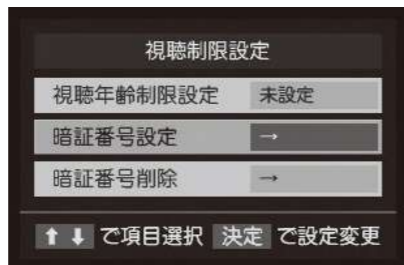 視聴制限設定
視聴年齢制限設定 未設定
暗証番号設定 →
暗証番号削除 →
↑ ↓ で項目選択 決定 で設定変更